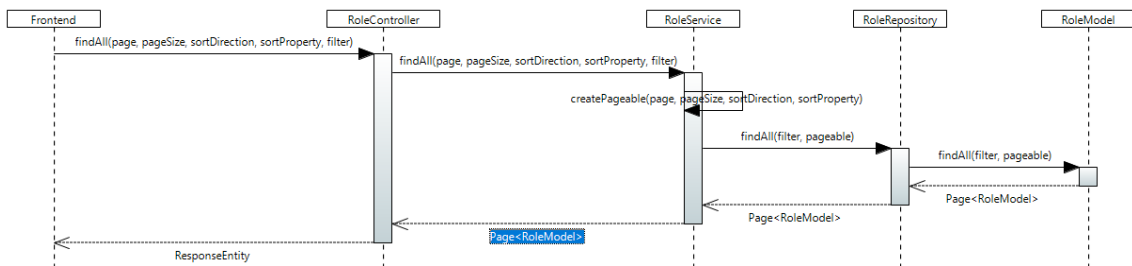 Frontend
RoleController
RoleService
RoleRepository
RoleModel
findAll(page, pageSize, sortDirection, sortProperty, filter)
findAll(page, pageSize, sortDirection, sortProperty, filter)
createPageable(page, pageSize, sortDirection, sortProperty)
findAll(filter, pageable)
findAll(filter, pageable)
Page<RoleModel>
Page<RoleModel>
Page<RoleModel>
ResponseEntity